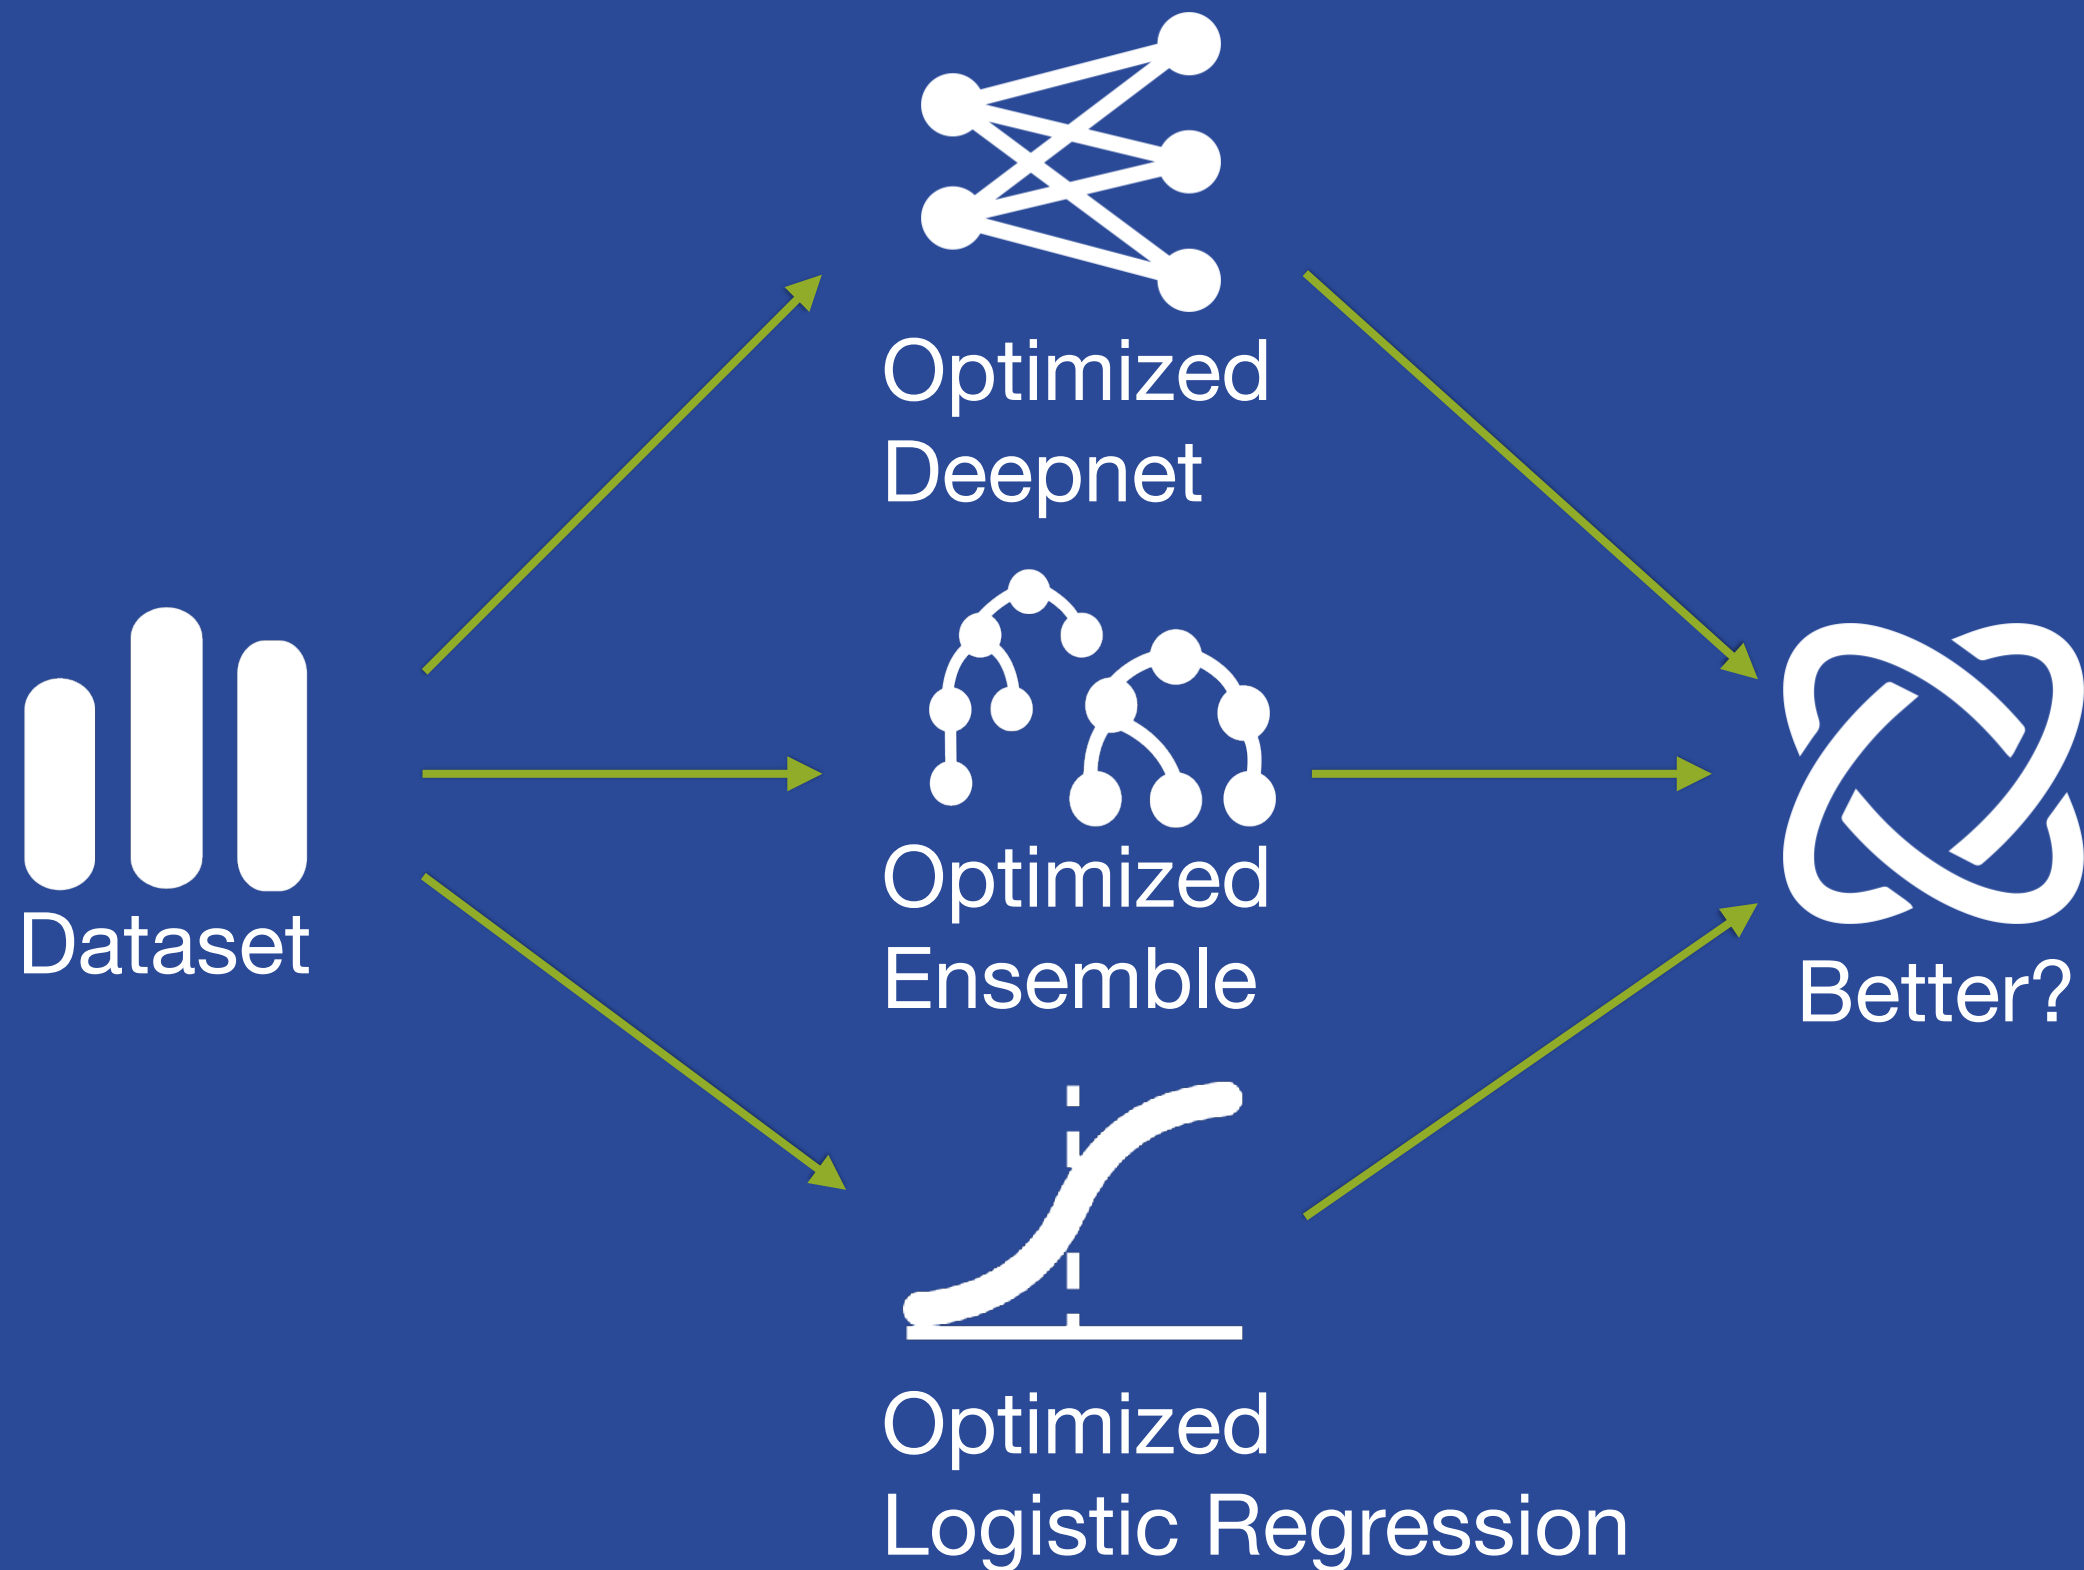 Optimized
Deepnet
Dataset
Optimized
Ensemble
Better?
Optimized
Logistic Regression